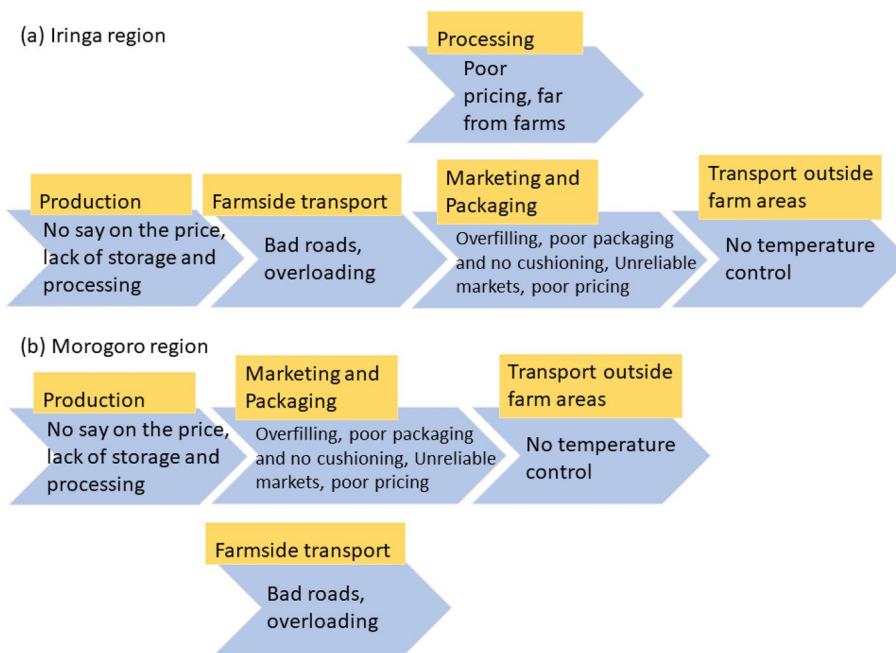 (a) Iringa region
Processing
Poor
pricing, far
from farms
Production
No say on the price,
lack of storage and
processing
Farmside transport
Bad roads,
overloading
Marketing and
Packaging
Overfilling, poor packaging
and no cushioning, Unreliable
markets, poor pricing
Transport outside
farm areas
No temperature
control
(b) Morogoro region
Production
No say on the price,
lack of storage and
processing
Marketing and
Packaging
Overfilling, poor packaging
and no cushioning, Unreliable
markets, poor pricing
Transport outside
farm areas
No temperature
control
Farmside transport
Bad roads,
overloading